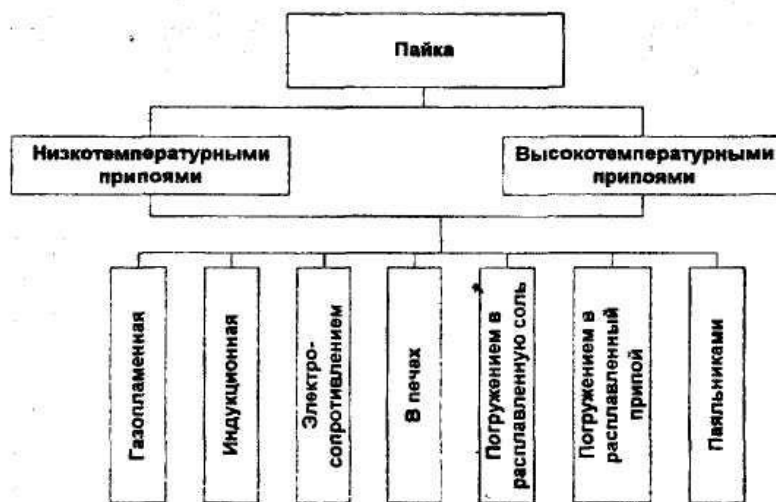 Пайка
Низкотемпературными
припоями
Высокотемпературными
припоями
Газопламенная
Индукционная
Электро-
сопротивлением
В печах
Погружением в
расплавленную соль
Погружением в
расплавленный
припой
Паяльниками